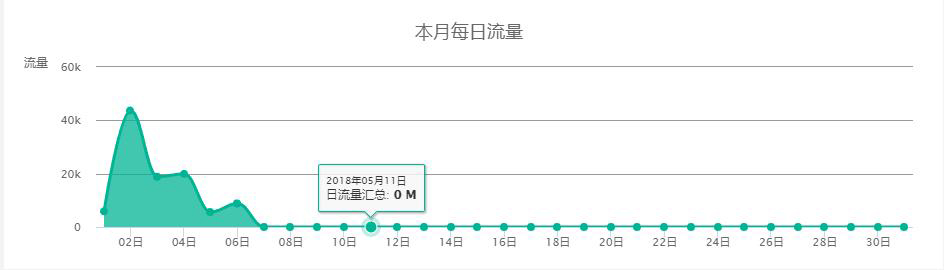 本月每日流量
流量
60k
40k
20k
0
2018年05月11日
日流量汇总: 0 M
02日 04日 06日 08日 10日 12日 14日 16日 18日 20日 22日 24日 26日 28日 30日